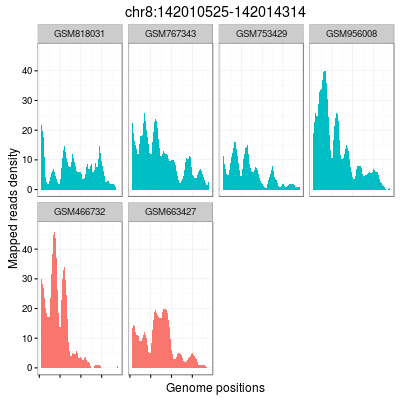 chr8:142010525-142014314
GSM818031 GSM767343 GSM753429 GSM956008
40
30
20
10
0
GSM466732 GSM663427
40
30
20
10
0
Mapped reads density
Genome positions